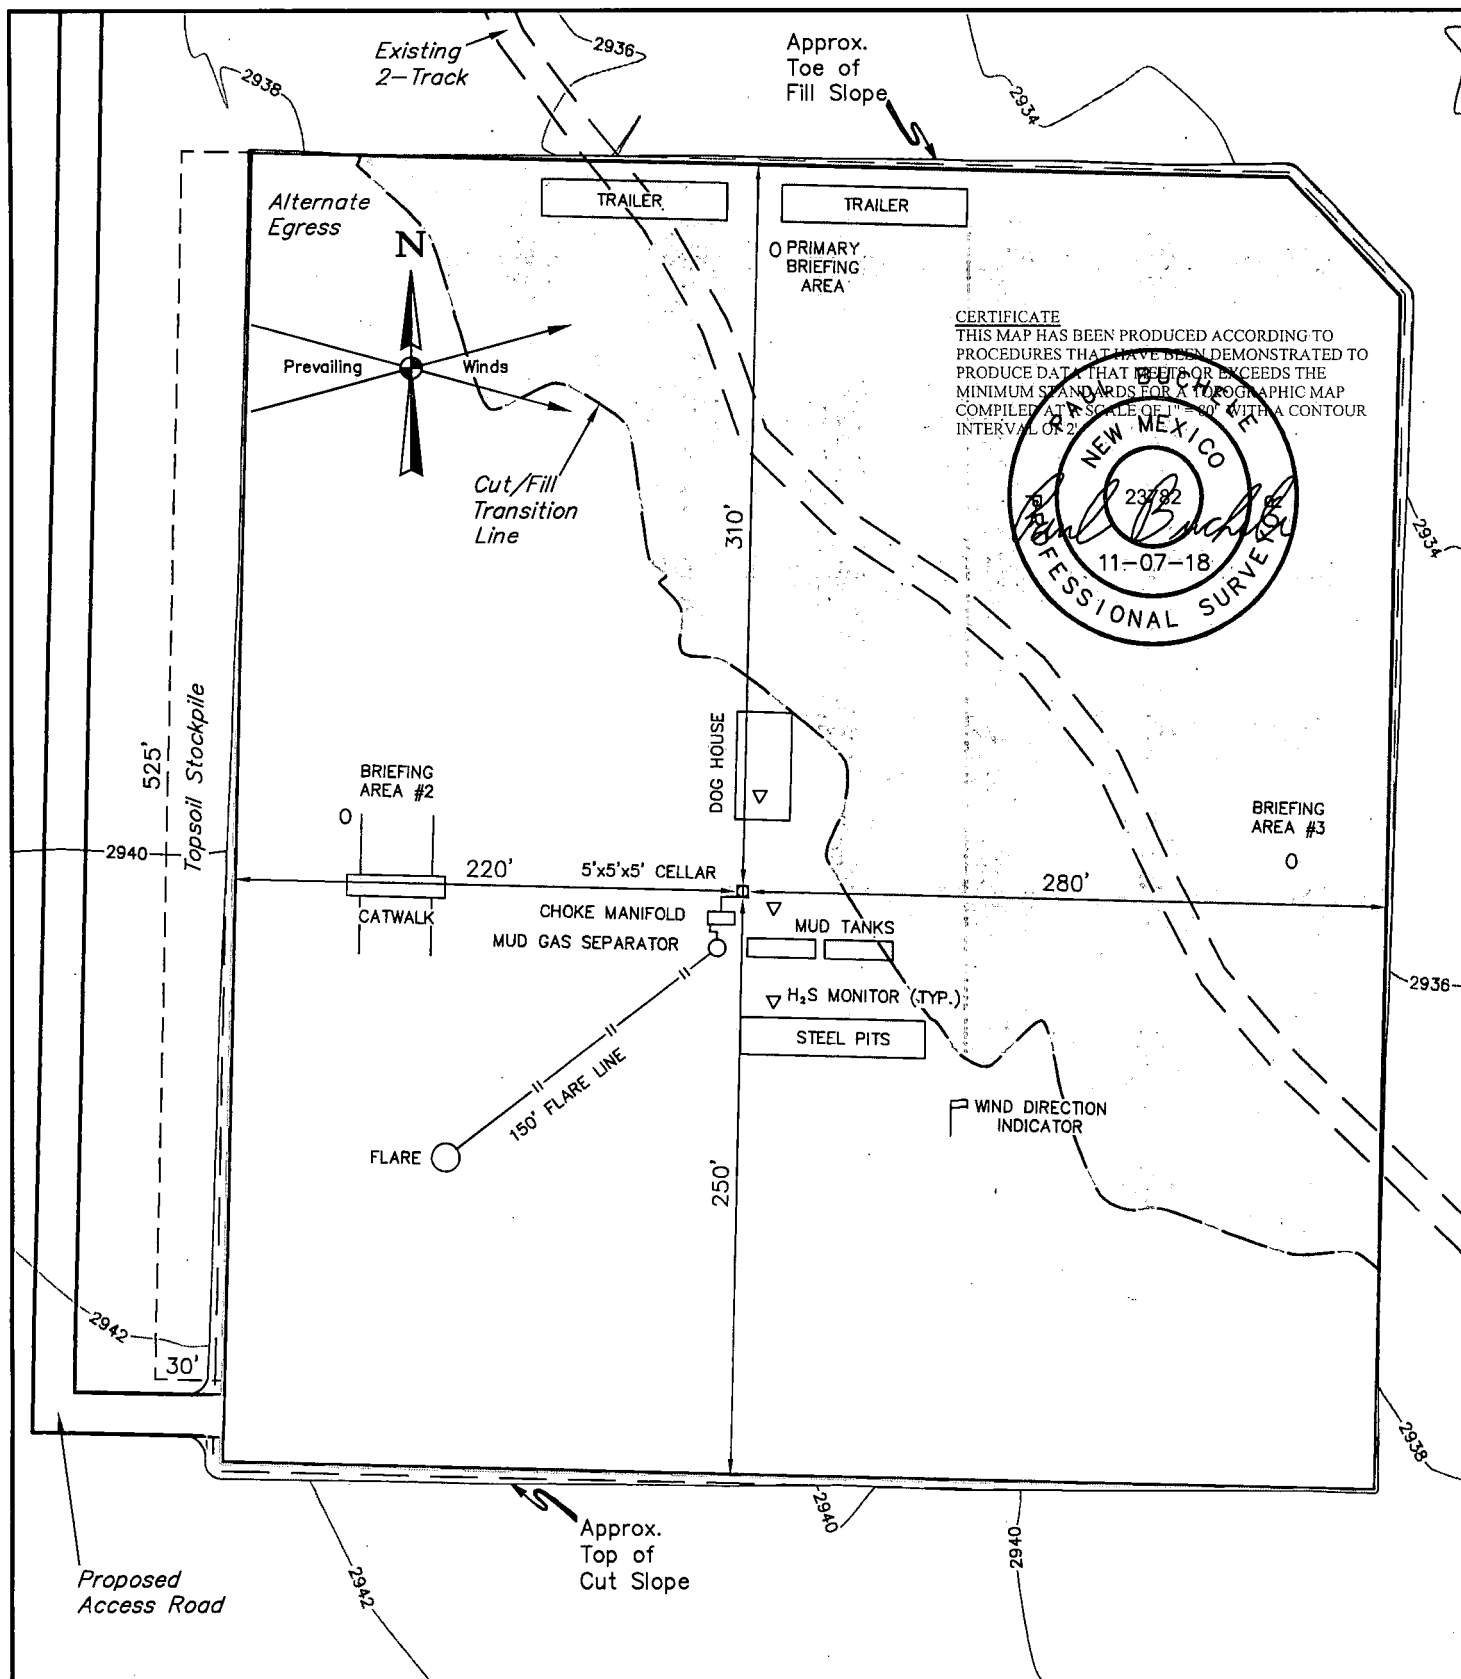 Existing
2-Track
2936
Approx.
Toe of
Fill Slope
2938
2934
Alternate
Egress
TRAILER
TRAILER
N
O PRIMARY
BRIEFING
AREA
Prevailing Winds
CERTIFICATE
THIS MAP HAS BEEN PRODUCED ACCORDING TO
PROCEDURES THAT HAVE BEEN DEMONSTRATED TO
PRODUCE DATA THAT MEETS OR EXCEEDS THE
MINIMUM STANDARDS FOR A TOPOGRAPHIC MAP
COMPILED AT A SCALE OF 1" = 60' WITH A CONTOUR
INTERVAL OF 2'
PAUL BUCHELE
NEW MEXICO
23782
Paul Buchele
11-07-18
PROFESSIONAL SURVEYOR
Cut/Fill
Transition
Line
310'
2934
525'
Topsoil Stockpile
DOG HOUSE
BRIEFING
AREA #2
O
BRIEFING
AREA #3
O
2940
220'
5'x5'x5' CELLAR
280'
CATWALK
CHOKE MANIFOLD
MUD GAS SEPARATOR
MUD TANKS
2936
H₂S MONITOR (TYP.)
STEEL PITS
150' FLARE LINE
FLARE
WIND DIRECTION
INDICATOR
250'
2942
30'
2938
2940
2940
Approx.
Top of
Cut Slope
2942
Proposed
Access Road